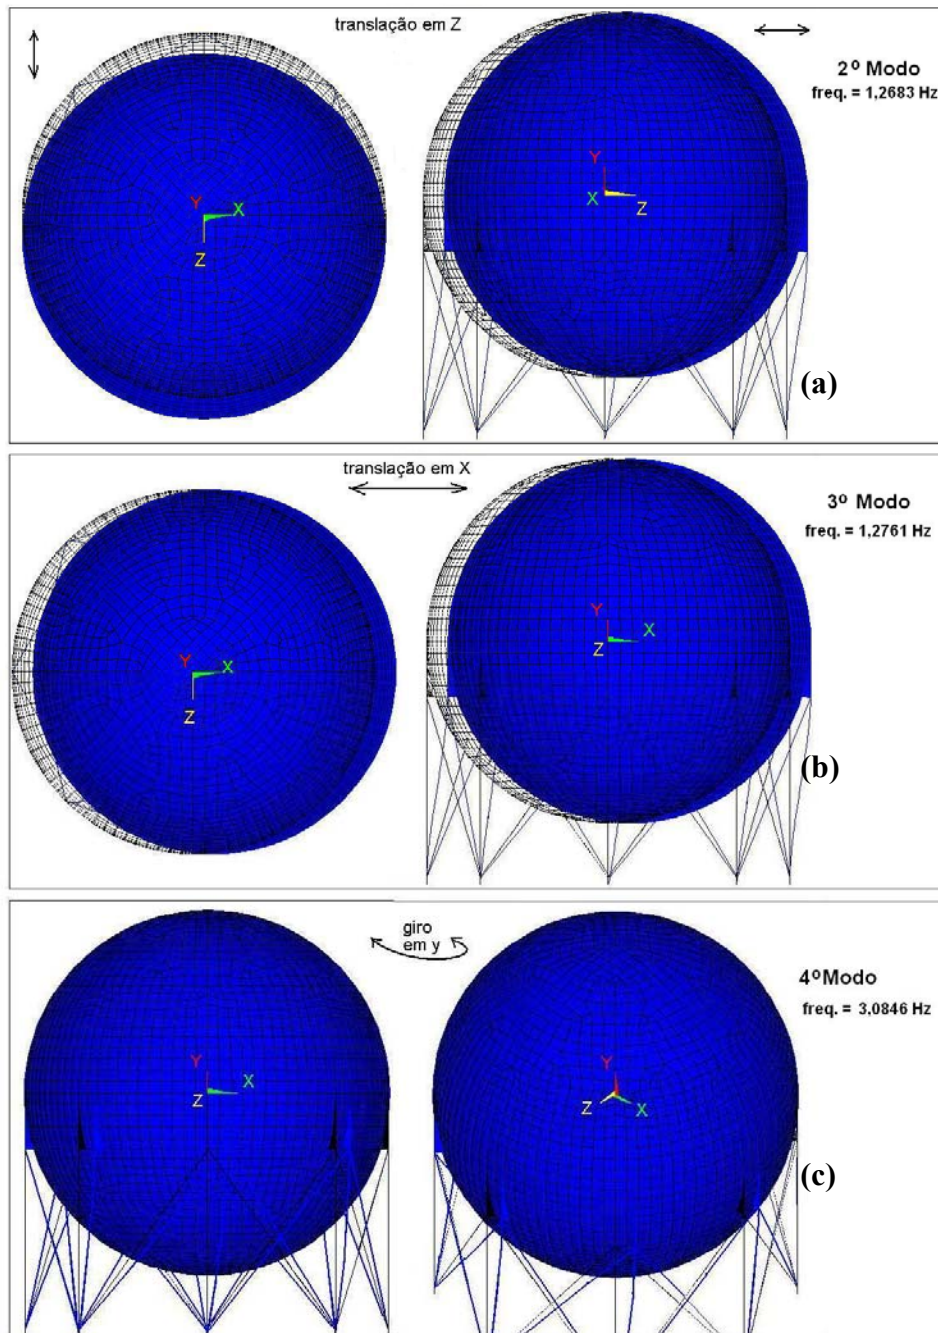 translação em Z
2º Modo
freq. = 1,2683 Hz
Y
X
Z
Y
X
Z
(a)
translação em X
3º Modo
freq. = 1,2761 Hz
Y
X
Z
Y
X
Z
(b)
giro
em y
4ºModo
freq. = 3,0846 Hz
Y
X
Z
Y
Z
X
(c)